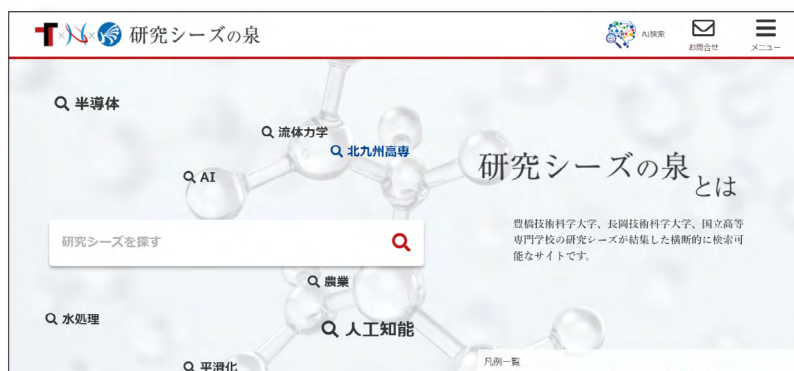 研究シーズの泉
AI検索
お問合せ
メニュー
半導体
流体力学
北九州高専
AI
研究シーズを探す
農業
水処理
人工知能
平滑化
研究シーズの泉とは
豊橋技術科学大学、長岡技術科学大学、国立高等
専門学校の研究シーズが結集した横断的に検索可
能なサイトです。
凡例一覧